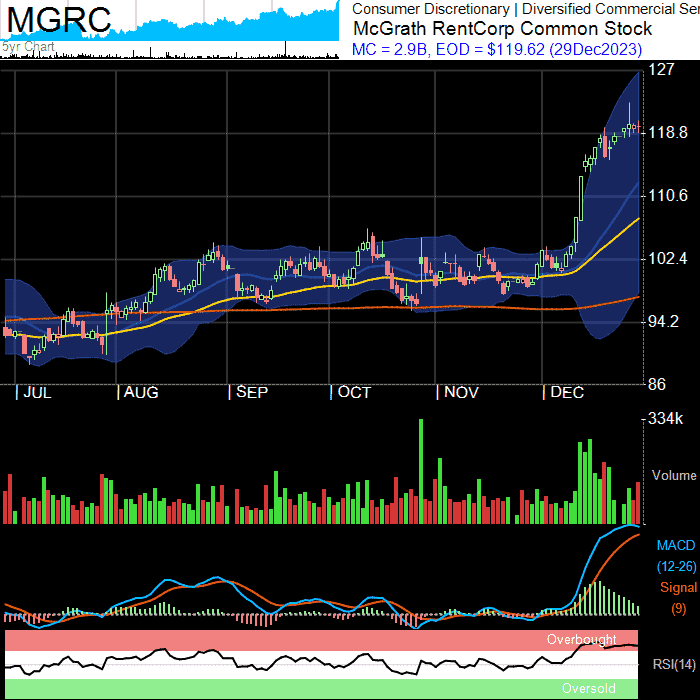 MGRC
5yr Chart
Consumer Discretionary | Diversified Commercial Ser
McGrath RentCorp Common Stock
MC = 2.9B, EOD = $119.62 (29Dec2023)
127
118.8
110.6
102.4
94.2
86
JUL AUG SEP OCT NOV DEC
334k
Volume
MACD
(12-26)
Signal
(9)
Overbought
RSI(14)
Oversold